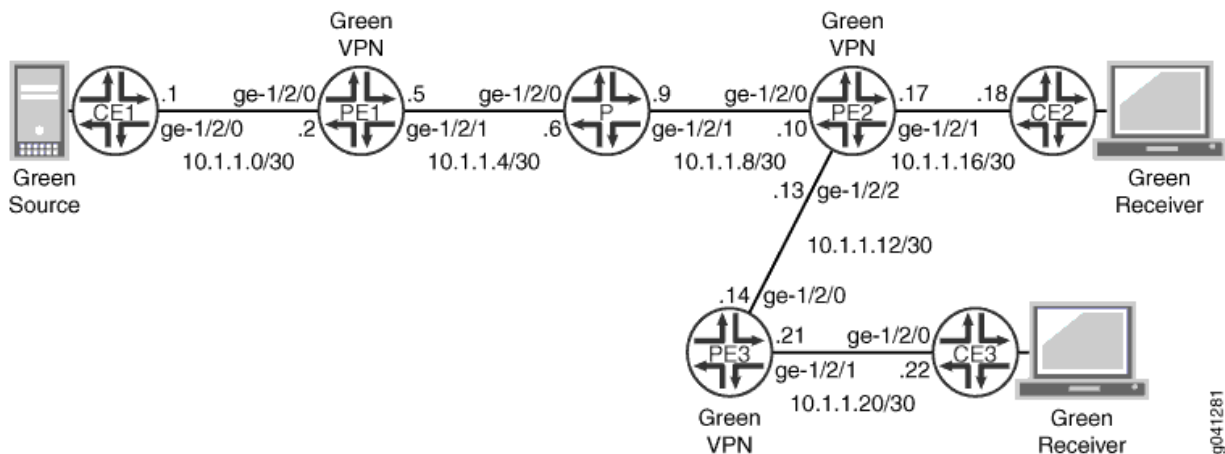 Green
VPN
Green
VPN
CE1
.1
ge-1/2/0
PE1
.5
ge-1/2/0
P
.9
ge-1/2/0
PE2
.17
.18
CE2
ge-1/2/0
.2
ge-1/2/1
.6
ge-1/2/1
.10
ge-1/2/1
10.1.1.0/30
10.1.1.4/30
10.1.1.8/30
10.1.1.16/30
Green
Source
Green
Receiver
.13
ge-1/2/2
10.1.1.12/30
.14
ge-1/2/0
PE3
.21
ge-1/2/0
CE3
ge-1/2/1
.22
10.1.1.20/30
Green
VPN
Green
Receiver
g041281